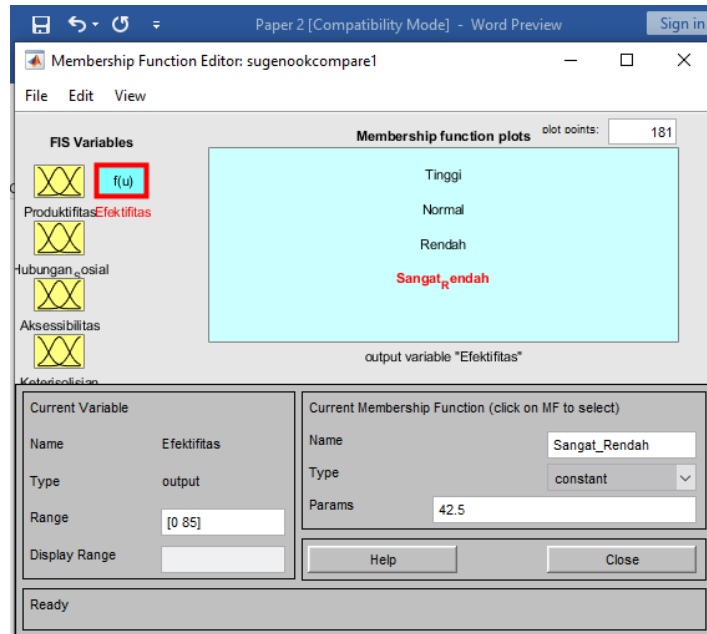 Paper 2 [Compatibility Mode] - Word Preview
Sign in
Membership Function Editor: sugenookcompare1
File Edit View
FIS Variables
Membership function plots
plot points:
181
f(u)
Produktifitas
Efektifitas
Hubungan_sosial
Aksessibilitas
Keterisolisian
Tinggi
Normal
Rendah
Sangat_Rendah
output variable "Efektifitas"
Current Variable
Name Efektifitas
Type output
Range [0 85]
Display Range
Current Membership Function (click on MF to select)
Name Sangat_Rendah
Type constant
Params 42.5
Help Close
Ready